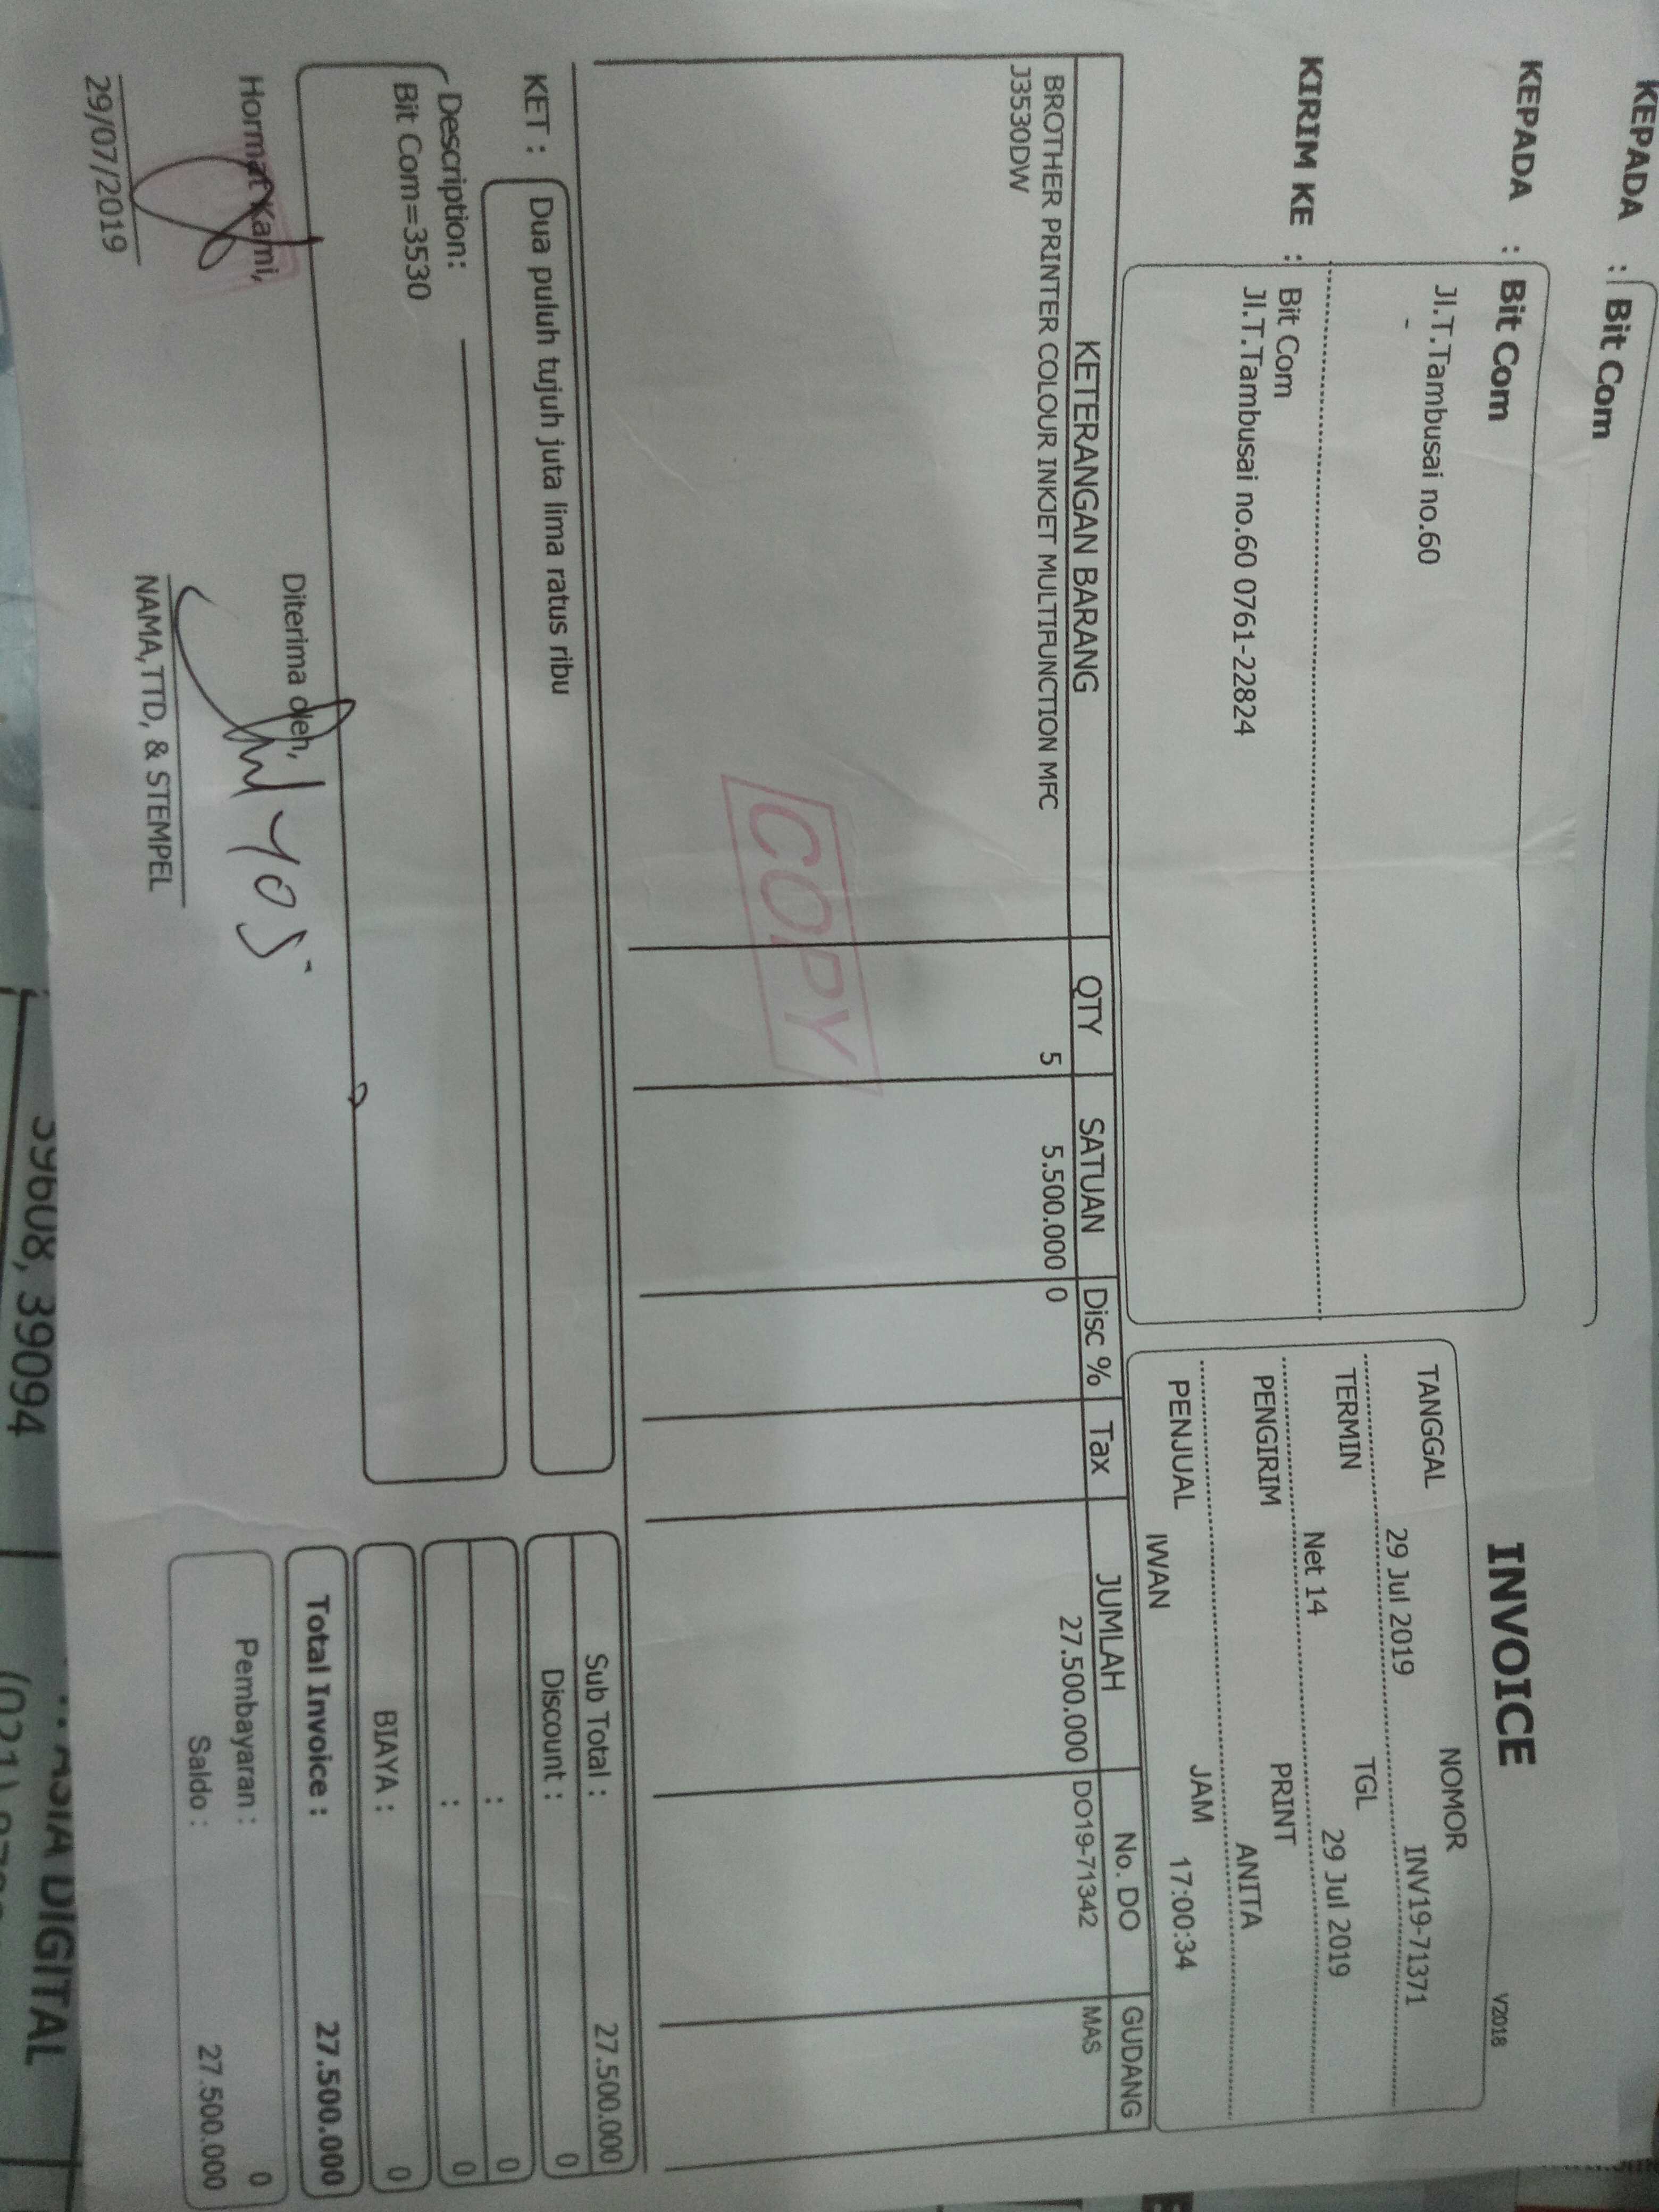 KEPADA : Bit Com
INVOICE
V2018
KEPADA : Bit Com
Jl.T.Tambusai no.60
-
KIRIM KE : Bit Com
Jl.T.Tambusai no.60 0761-22824
TANGGAL 29 Jul 2019
NOMOR INV19-71371
TERMIN Net 14
TGL 29 Jul 2019
PENGIRIM
PRINT ANITA
PENJUAL IWAN
JAM 17:00:34
KETERANGAN BARANG QTY SATUAN Disc % Tax JUMLAH No. DO GUDANG
BROTHER PRINTER COLOUR INKJET MULTIFUNCTION MFC 5 5.500.000 0 27.500.000 DO19-71342 MAS
J3530DW
COPY
KET : Dua puluh tujuh juta lima ratus ribu
Description:
Bit Com=3530
Sub Total : 27.500.000
Discount : 0
: 0
: 0
BIAYA : 0
Total Invoice : 27.500.000
Pembayaran : 0
Saldo : 27.500.000
Hormat Kami,
29/07/2019
Diterima oleh,
Yos
NAMA,TTD, & STEMPEL
39608, 39094
ASIA DIGITAL
(021)